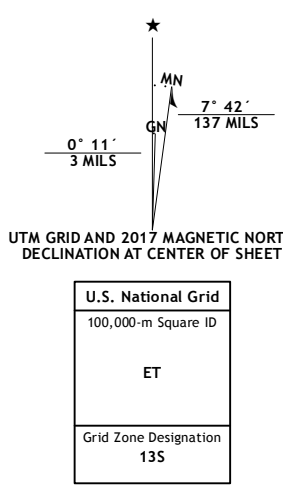 ★
MN
GN
7° 42´
137 MILS
0° 11´
3 MILS
UTM GRID AND 2017 MAGNETIC NORT
DECLINATION AT CENTER OF SHEET
U.S. National Grid
100,000-m Square ID
ET
Grid Zone Designation
13S